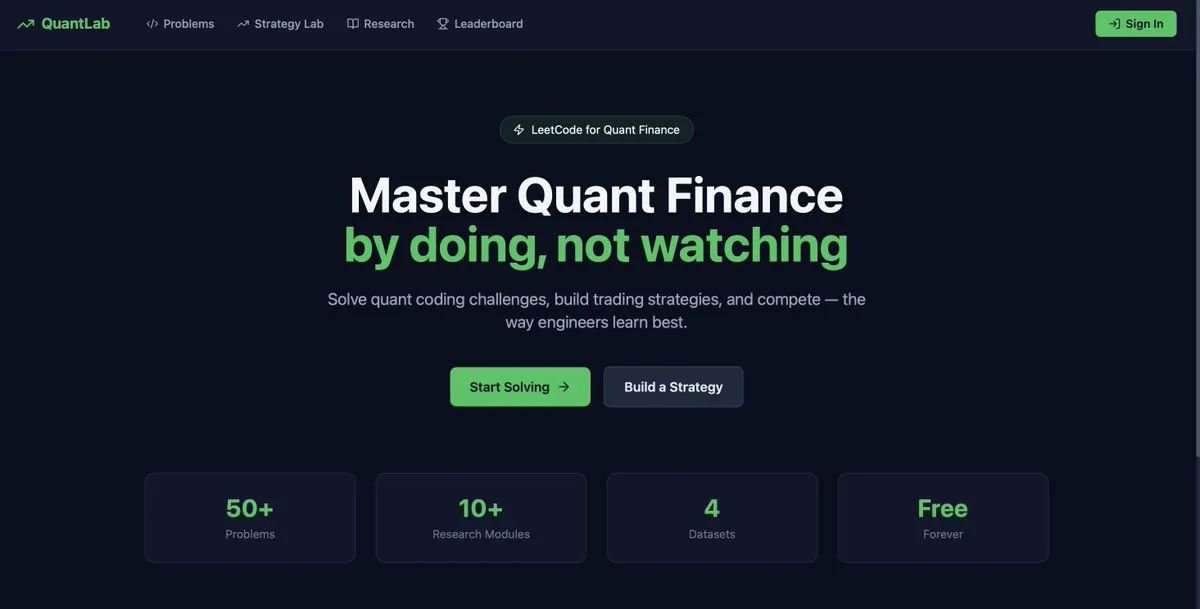 QuantLab
Problems
Strategy Lab
Research
Leaderboard
Sign In
LeetCode for Quant Finance
Master Quant Finance
by doing, not watching
Solve quant coding challenges, build trading strategies, and compete — the
way engineers learn best.
Start Solving →
Build a Strategy
50+
Problems
10+
Research Modules
4
Datasets
Free
Forever